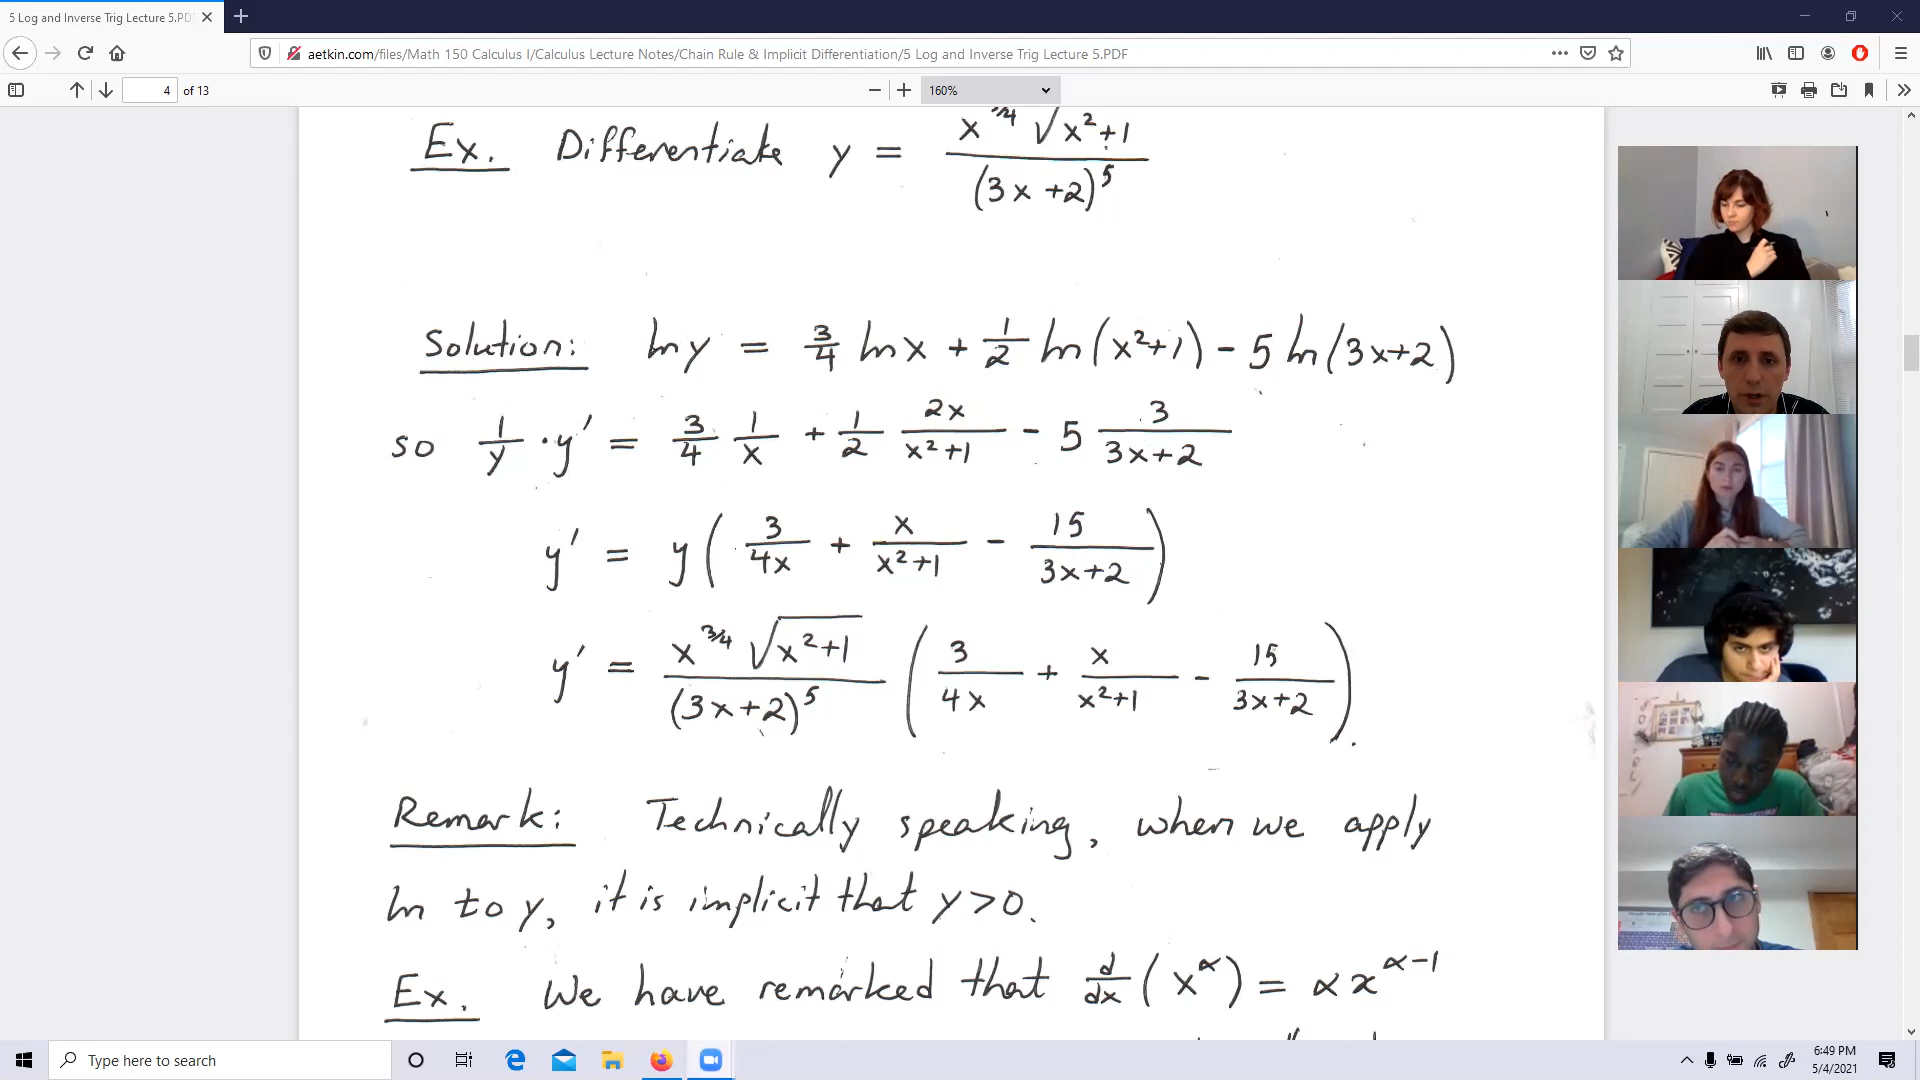 5 Log and Inverse Trig Lecture 5.PDF
aetkin.com/files/Math 150 Calculus I/Calculus Lecture Notes/Chain Rule & Implicit Differentiation/5 Log and Inverse Trig Lecture 5.PDF
4 of 13
160%
Ex. Differentiate y = x^3/4 √x²+1 / (3x+2)⁵
Solution: ln y = 3/4 ln x + 1/2 ln(x²+1) - 5 ln(3x+2)
so 1/y · y' = 3/4 1/x + 1/2 2x/x²+1 - 5 3/3x+2
y' = y(3/4x + x/x²+1 - 15/3x+2)
y' = x^3/4 √x²+1 / (3x+2)⁵ (3/4x + x/x²+1 - 15/3x+2).
Remark: Technically speaking, when we apply
ln to y, it is implicit that y > 0.
Ex. We have remarked that d/dx (x^α) = αx^α-1
Type here to search
6:49 PM
5/4/2021